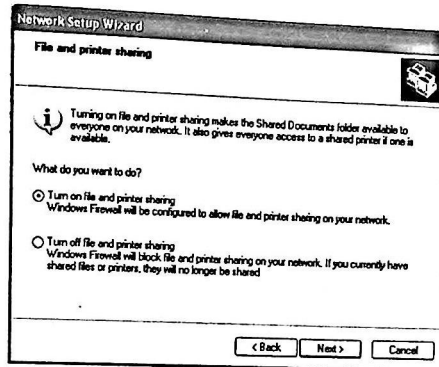 Network Setup Wizard
File and printer sharing
Turning on file and printer sharing makes the Shared Documents folder available to
everyone on your network. It also gives everyone access to a shared printer if one is
available.
What do you want to do?
Turn on file and printer sharing
Windows Firewall will be configured to allow file and printer sharing on your network.
Turn off file and printer sharing
Windows Firewall will block file and printer sharing on your network. If you currently have
shared files or printers, they will no longer be shared
< Back Next > Cancel